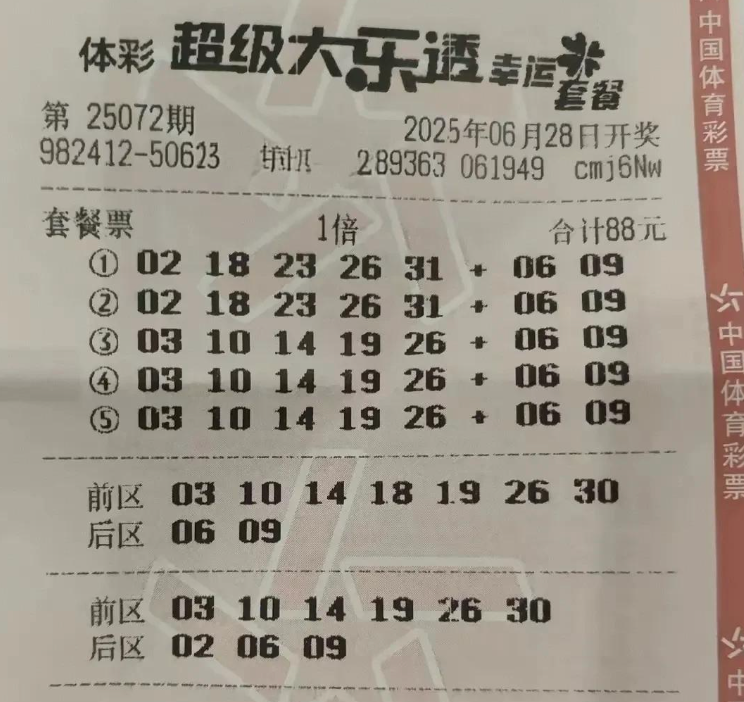 体彩 超级大乐透 幸运套餐
第 25072期 2025年06月28日开奖
982412-50623 289363 061949 cmj6Nw
套餐票 1倍 合计88元
① 02 18 23 26 31 + 06 09
② 02 18 23 26 31 + 06 09
③ 03 10 14 19 26 + 06 09
④ 03 10 14 19 26 + 06 09
⑤ 03 10 14 19 26 + 06 09
前区 03 10 14 18 19 26 30
后区 06 09
前区 03 10 14 19 26 30
后区 02 06 09
中国体育彩票
中国体育彩票
中